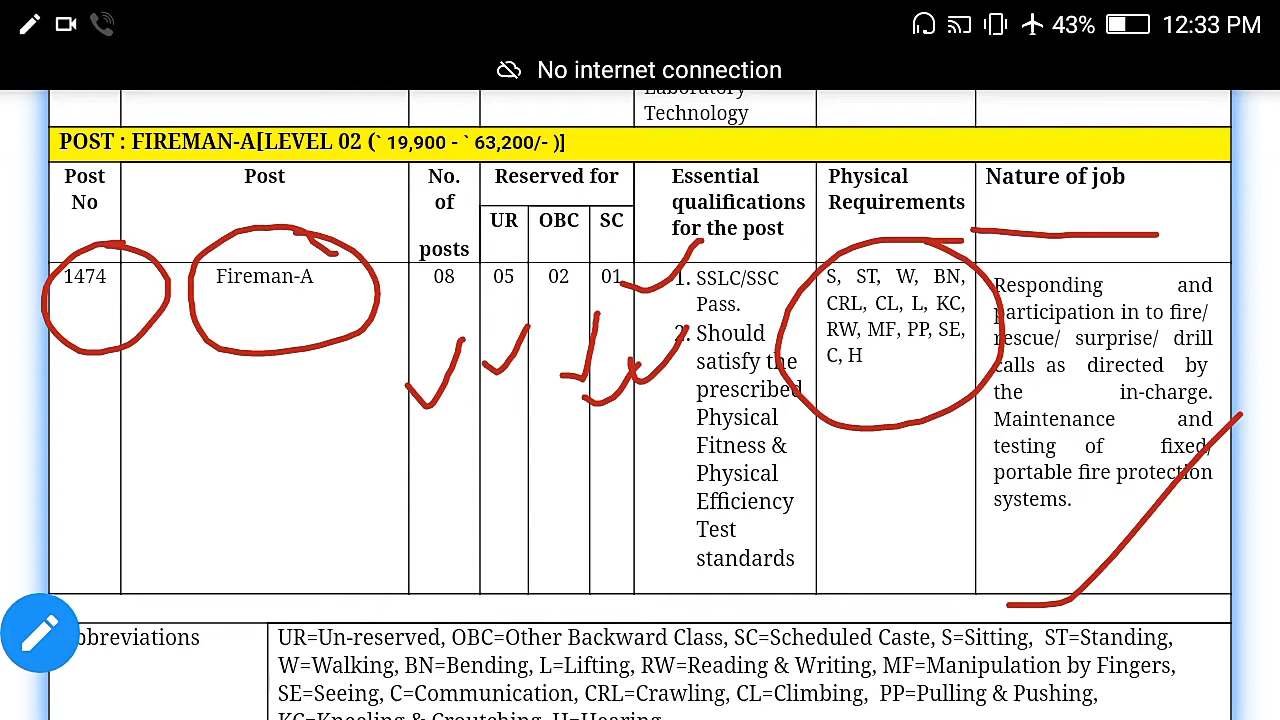 43% 12:33 PM
No internet connection
Laboratory
Technology
POST : FIREMAN-A[LEVEL 02 (` 19,900 - ` 63,200/- )]
Post No
Post
No. of posts
Reserved for
UR OBC SC
Essential qualifications for the post
Physical Requirements
Nature of job
1474
Fireman-A
08
05
02
01
1. SSLC/SSC
Pass.
2. Should
satisfy the
prescribed
Physical
Fitness &
Physical
Efficiency
Test
standards
S, ST, W, BN,
CRL, CL, L, KC,
RW, MF, PP, SE,
C, H
Responding and
participation in to fire/
rescue/ surprise/ drill
calls as directed by
the in-charge.
Maintenance and
testing of fixed/
portable fire protection
systems.
bbreviations
UR=Un-reserved, OBC=Other Backward Class, SC=Scheduled Caste, S=Sitting, ST=Standing,
W=Walking, BN=Bending, L=Lifting, RW=Reading & Writing, MF=Manipulation by Fingers,
SE=Seeing, C=Communication, CRL=Crawling, CL=Climbing, PP=Pulling & Pushing,
KC=Kneeling & Croutching, H=Hearing